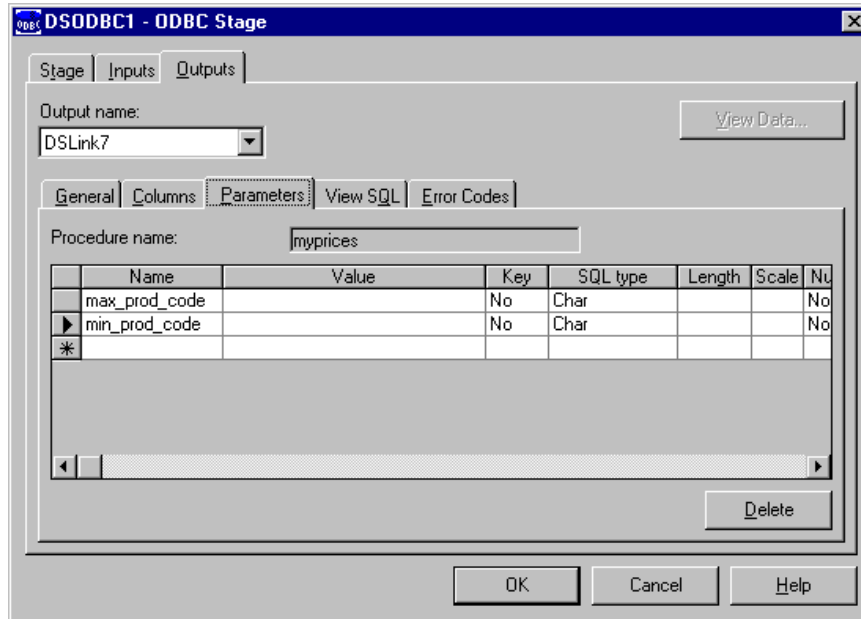 ODBC DSODBC1 - ODBC Stage
Stage Inputs Outputs
Output name:
View Data...
DSLink7
General Columns Parameters View SQL Error Codes
Procedure name: myprices
Name Value Key SQL type Length Scale Nu
max_prod_code No Char No
min_prod_code No Char No
Delete
OK Cancel Help